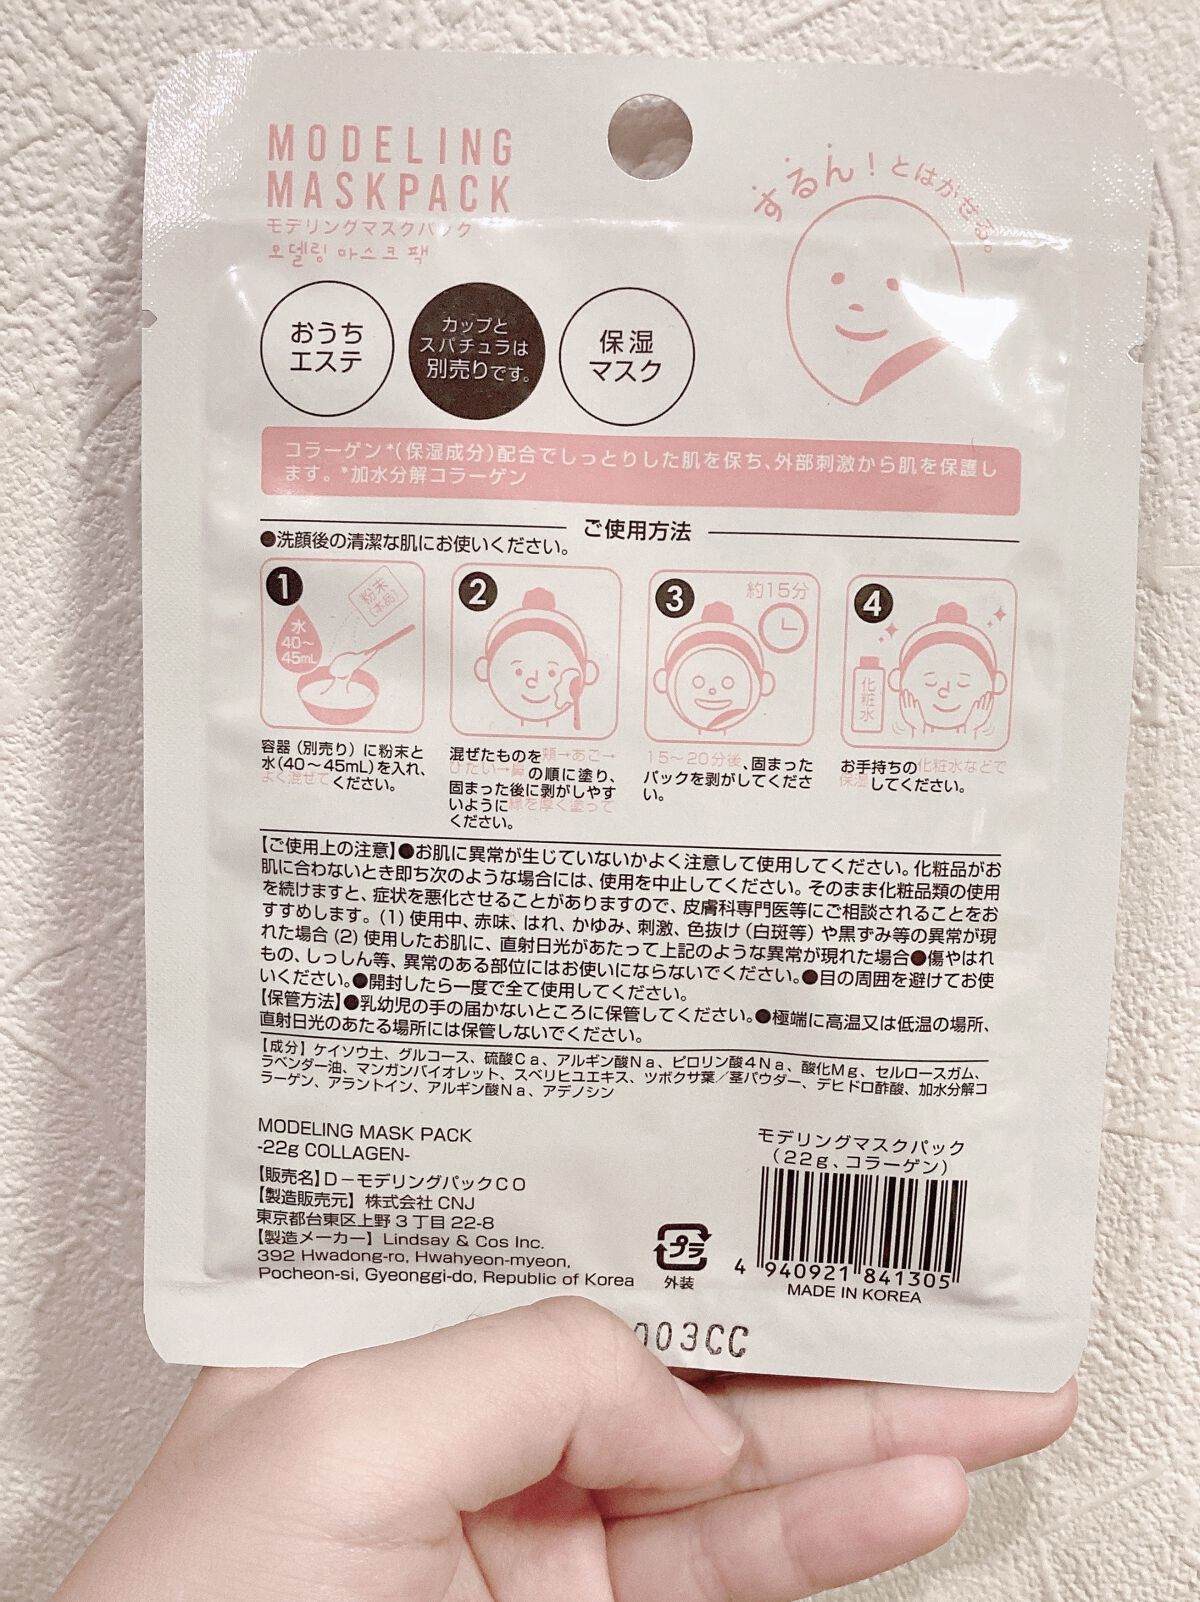 MODELING
MASKPACK
モデリングマスクパック
모델링 마스크 팩
するん!とはがせる。
おうち
エステ
カップと
スパチュラは
別売りです。
保湿
マスク
コラーゲン*(保湿成分)配合でしっとりした肌を保ち、外部刺激から肌を保護し
ます。*加水分解コラーゲン
ご使用方法
●洗顔後の清潔な肌にお使いください。
1
粉末
(本品)
水
40～
45mL
容器(別売り)に粉末と
水(40～45mL)を入れ、
よく混ぜてください。
2
混ぜたものを頬→あご→
ひたい→鼻の順に塗り、
固まった後に剥がしやす
いように縁を厚く塗って
ください。
3
約15分
15～20分後、固まった
パックを剥がしてくださ
い。
4
化粧水
お手持ちの化粧水などで
保湿してください。
【ご使用上の注意】●お肌に異常が生じていないかよく注意して使用してください。化粧品がお
肌に合わないとき即ち次のような場合には、使用を中止してください。そのまま化粧品類の使用
を続けますと、症状を悪化させることがありますので、皮膚科専門医等にご相談されることをお
すすめします。(1)使用中、赤味、はれ、かゆみ、刺激、色抜け(白斑等)や黒ずみ等の異常が現
れた場合(2)使用したお肌に、直射日光があたって上記のような異常が現れた場合●傷やはれ
もの、しっしん等、異常のある部位にはお使いにならないでください。●目の周囲を避けてお使
いください。●開封したら一度で全て使用してください。
【保管方法】●乳幼児の手の届かないところに保管してください。●極端に高温又は低温の場所、
直射日光のあたる場所には保管しないでください。
【成分】ケイソウ土、グルコース、硫酸Ca、アルギン酸Na、ピロリン酸4Na、酸化Mg、セルロースガム、
ラベンダー油、マンガンバイオレット、スベリヒユエキス、ツボクサ葉／茎パウダー、デヒドロ酢酸、加水分解コ
ラーゲン、アラントイン、アルギン酸Na、アデノシン
MODELING MASK PACK
-22g COLLAGEN-
【販売名】D－モデリングパックCO
【製造販売元】株式会社 CNJ
東京都台東区上野3丁目22-8
【製造メーカー】Lindsay & Cos Inc.
392 Hwadong-ro, Hwahyeon-myeon,
Pocheon-si, Gyeonggi-do, Republic of Korea
プラ
外装
モデリングマスクパック
(22g、コラーゲン)
4 940921 841305
MADE IN KOREA
003CC